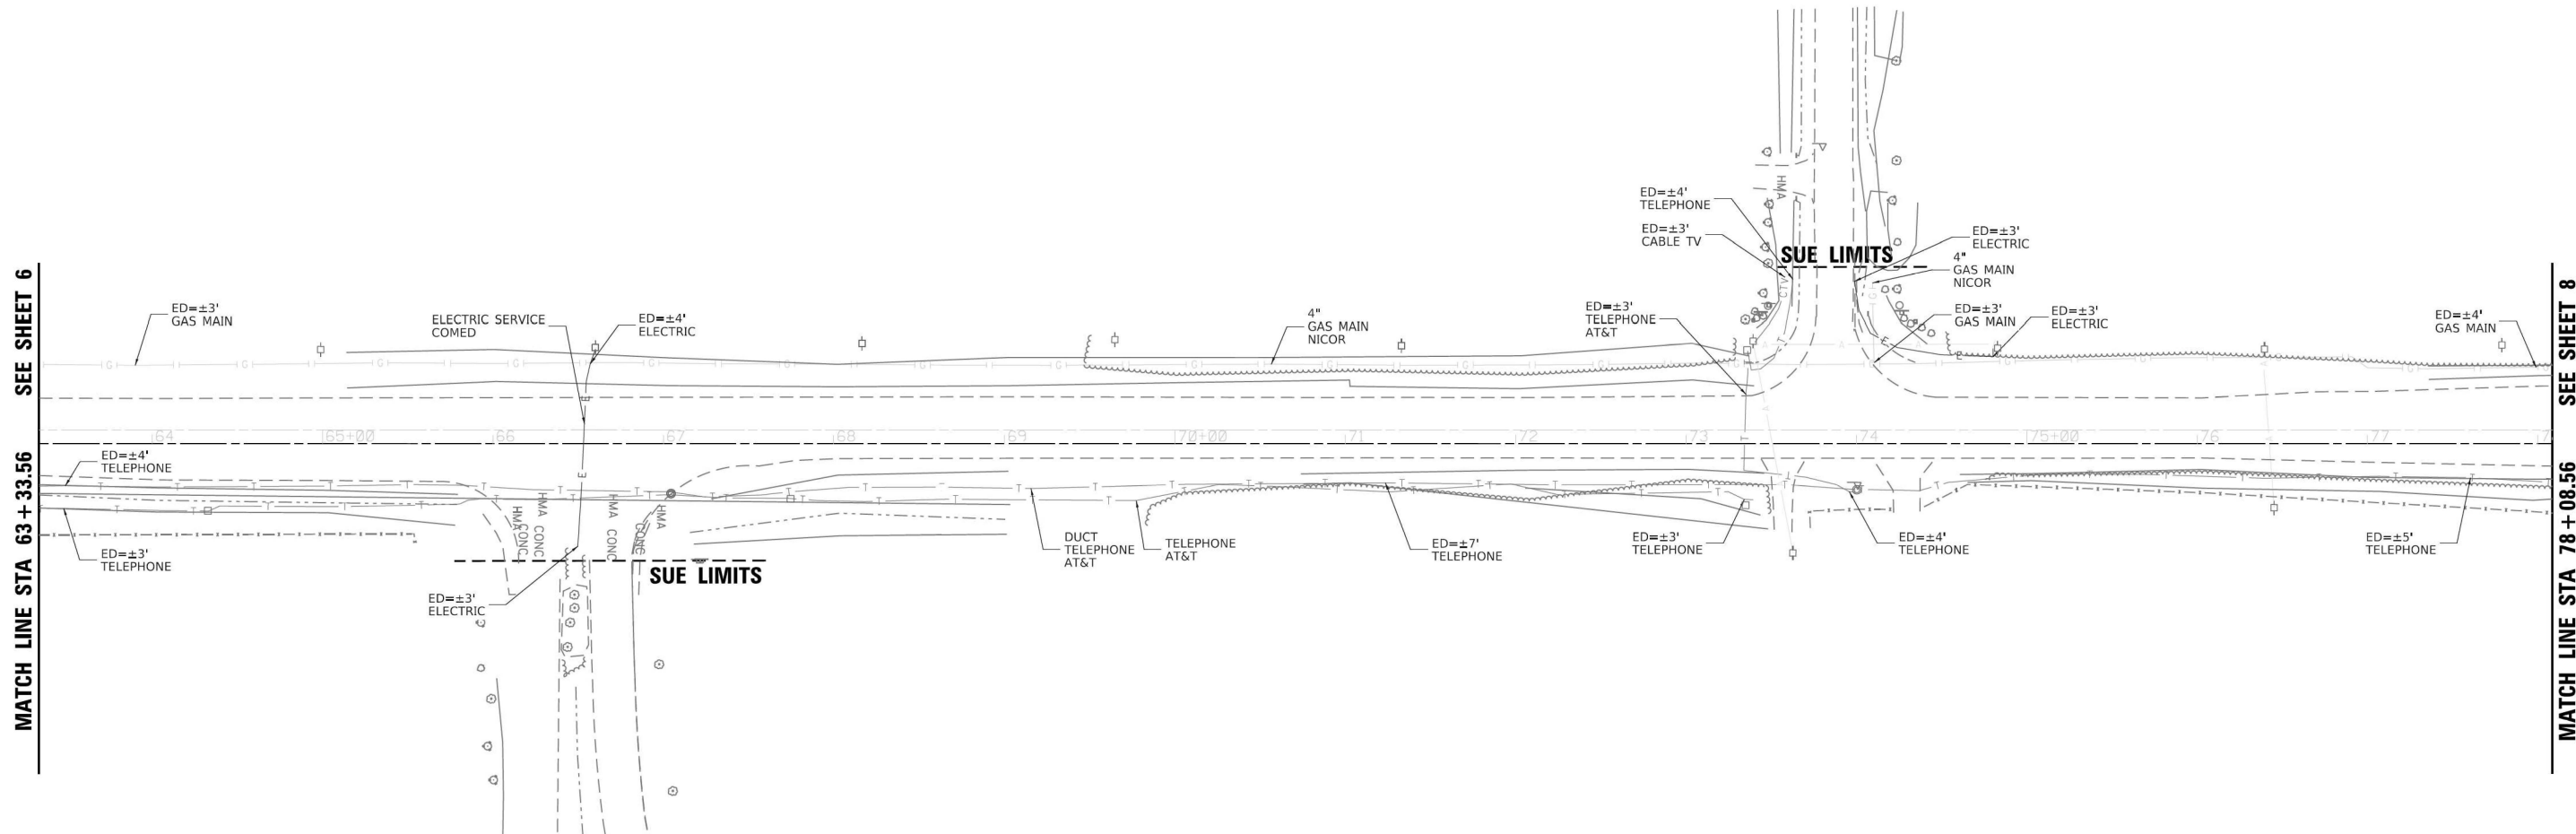 SUE LIMITS
ED=±4'
TELEPHONE
ED=±3'
CABLE TV
ED=±3'
ELECTRIC
4"
GAS MAIN
NICOR
ED=±3'
GAS MAIN
ED=±3'
ELECTRIC
ED=±3'
TELEPHONE
AT&T
HMA
CTV
SEE SHEET 6
MATCH LINE STA 63+33.56
ED=±3'
GAS MAIN
ELECTRIC SERVICE
COMED
ED=±4'
ELECTRIC
4"
GAS MAIN
NICOR
ED=±4'
GAS MAIN
SEE SHEET 8
MATCH LINE STA 78+08.56
64
65+00
66
67
68
69
70+00
71
72
73
74
75+00
76
77
ED=±4'
TELEPHONE
ED=±3'
TELEPHONE
HMA
CONC
HMA
CONC
HMA
CONC
CONC
HMA
SUE LIMITS
ED=±3'
ELECTRIC
DUCT
TELEPHONE
AT&T
TELEPHONE
AT&T
ED=±7'
TELEPHONE
ED=±3'
TELEPHONE
ED=±4'
TELEPHONE
ED=±5'
TELEPHONE